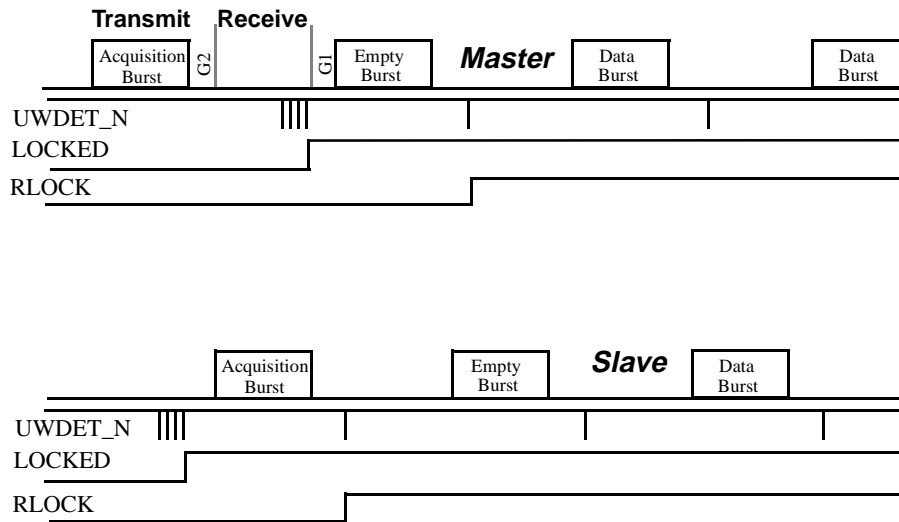 Transmit Receive
Acquisition
Burst
G2
G1
Empty
Burst
Master
Data
Burst
Data
Burst
UWDET_N
LOCKED
RLOCK
Acquisition
Burst
Empty
Burst
Slave
Data
Burst
UWDET_N
LOCKED
RLOCK